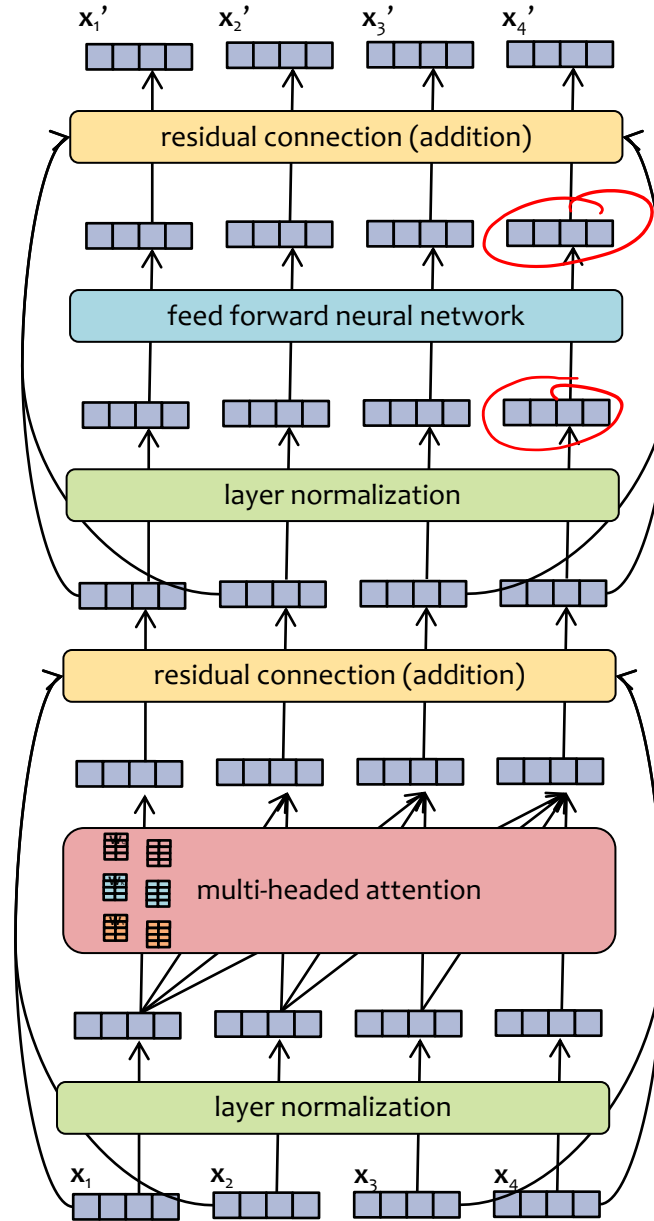 x₁' x₂' x₃' x₄'
residual connection (addition)
feed forward neural network
layer normalization
residual connection (addition)
multi-headed attention
layer normalization
x₁ x₂ x₃ x₄